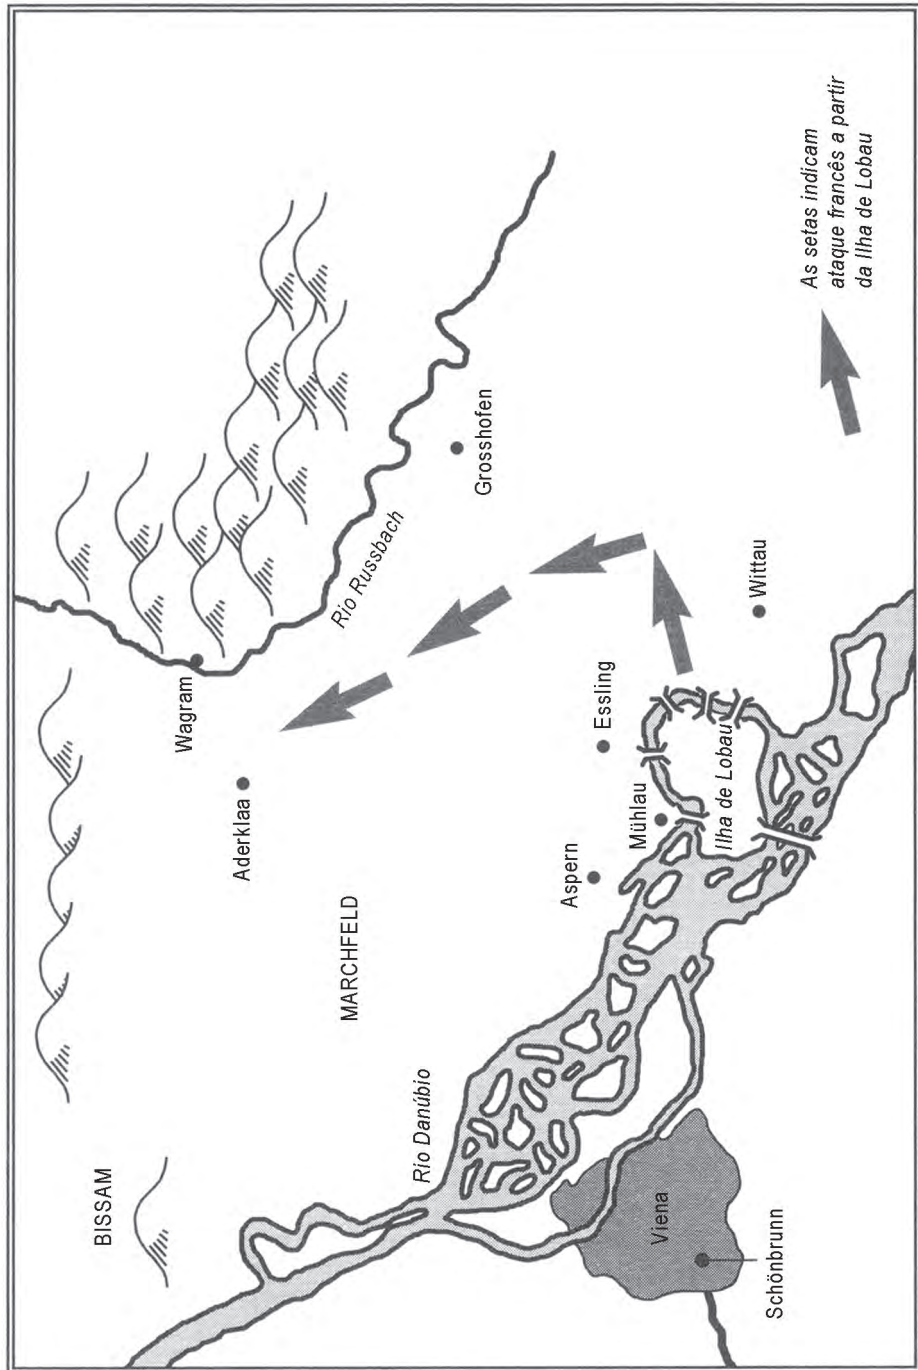 BISSAM
MARCHFELD
Aderklaa
Wagram
Rio Russbach
Grosshofen
Rio Danúbio
Aspern
Mühlau
Essling
Ilha de Lobau
Wittau
Viena
Schönbrunn
As setas indicam
ataque francês a partir
da Ilha de Lobau